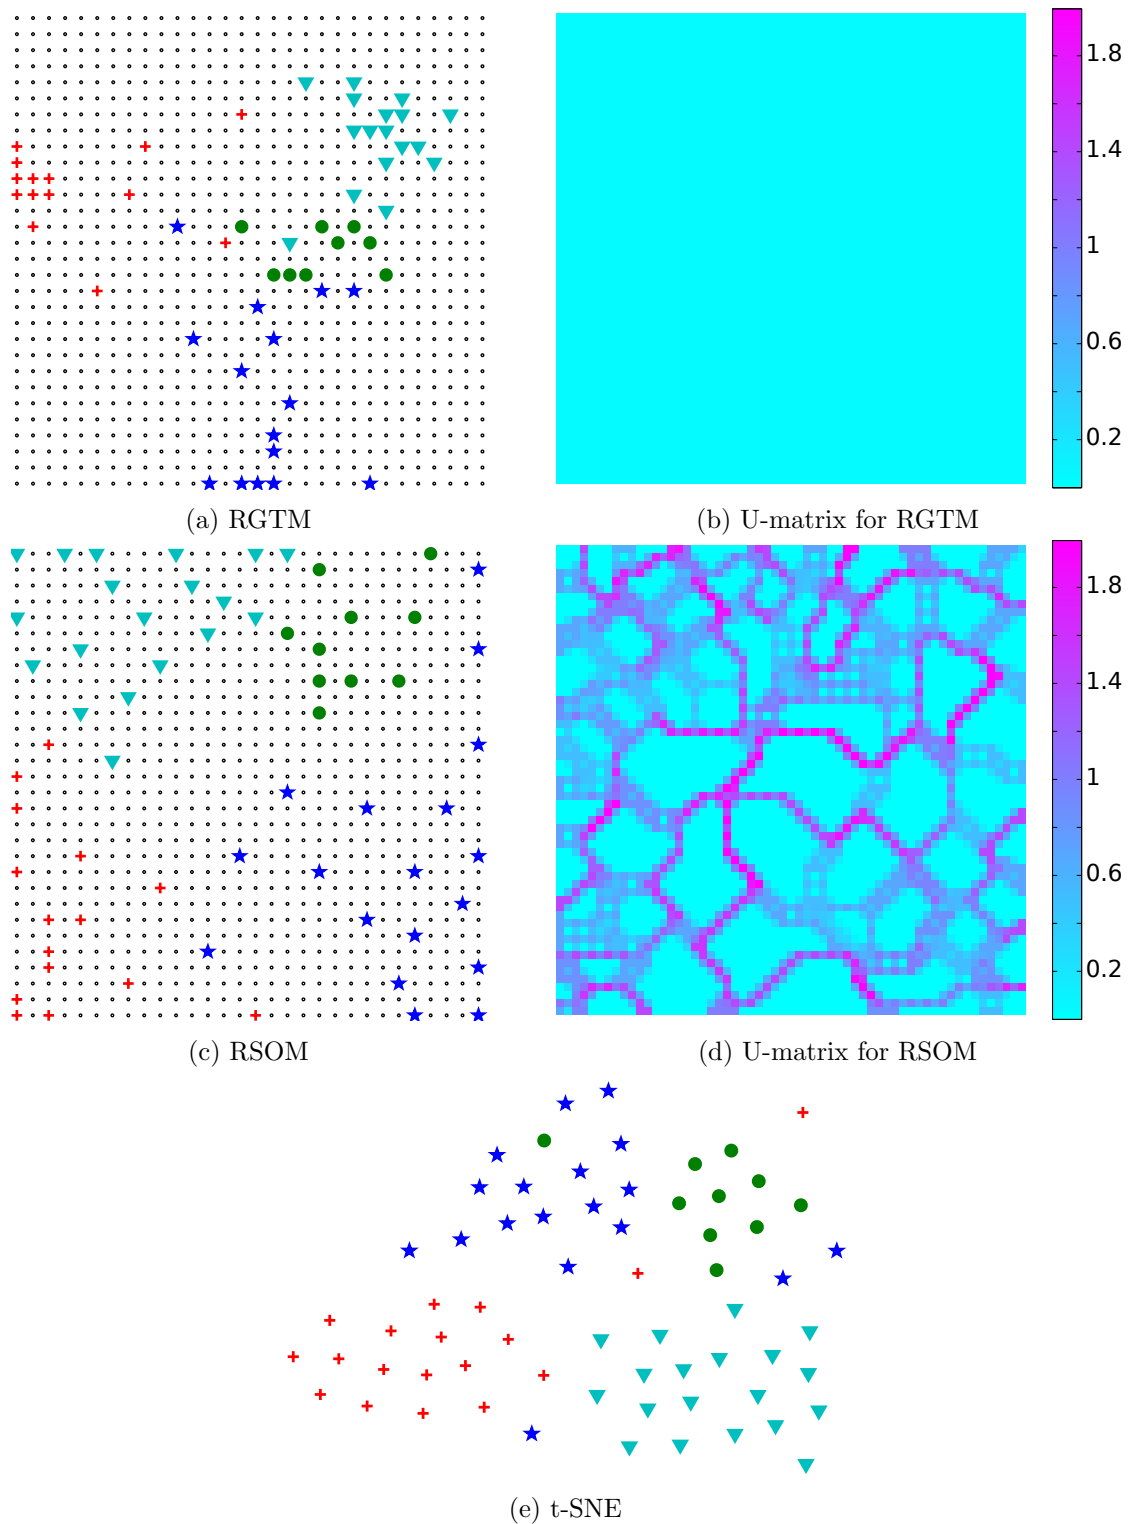 1.8
1.4
1
0.6
0.2
(a) RGTM
(b) U-matrix for RGTM
1.8
1.4
1
0.6
0.2
(c) RSOM
(d) U-matrix for RSOM
(e) t-SNE